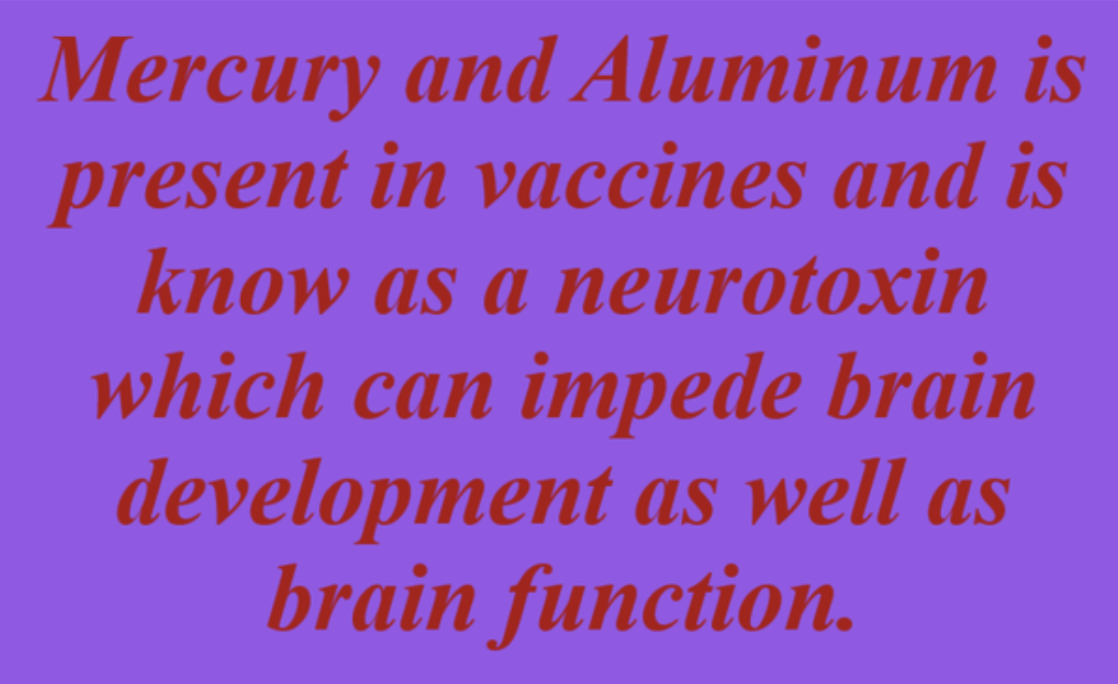 Mercury and Aluminum is
present in vaccines and is
know as a neurotoxin
which can impede brain
development as well as
brain function.